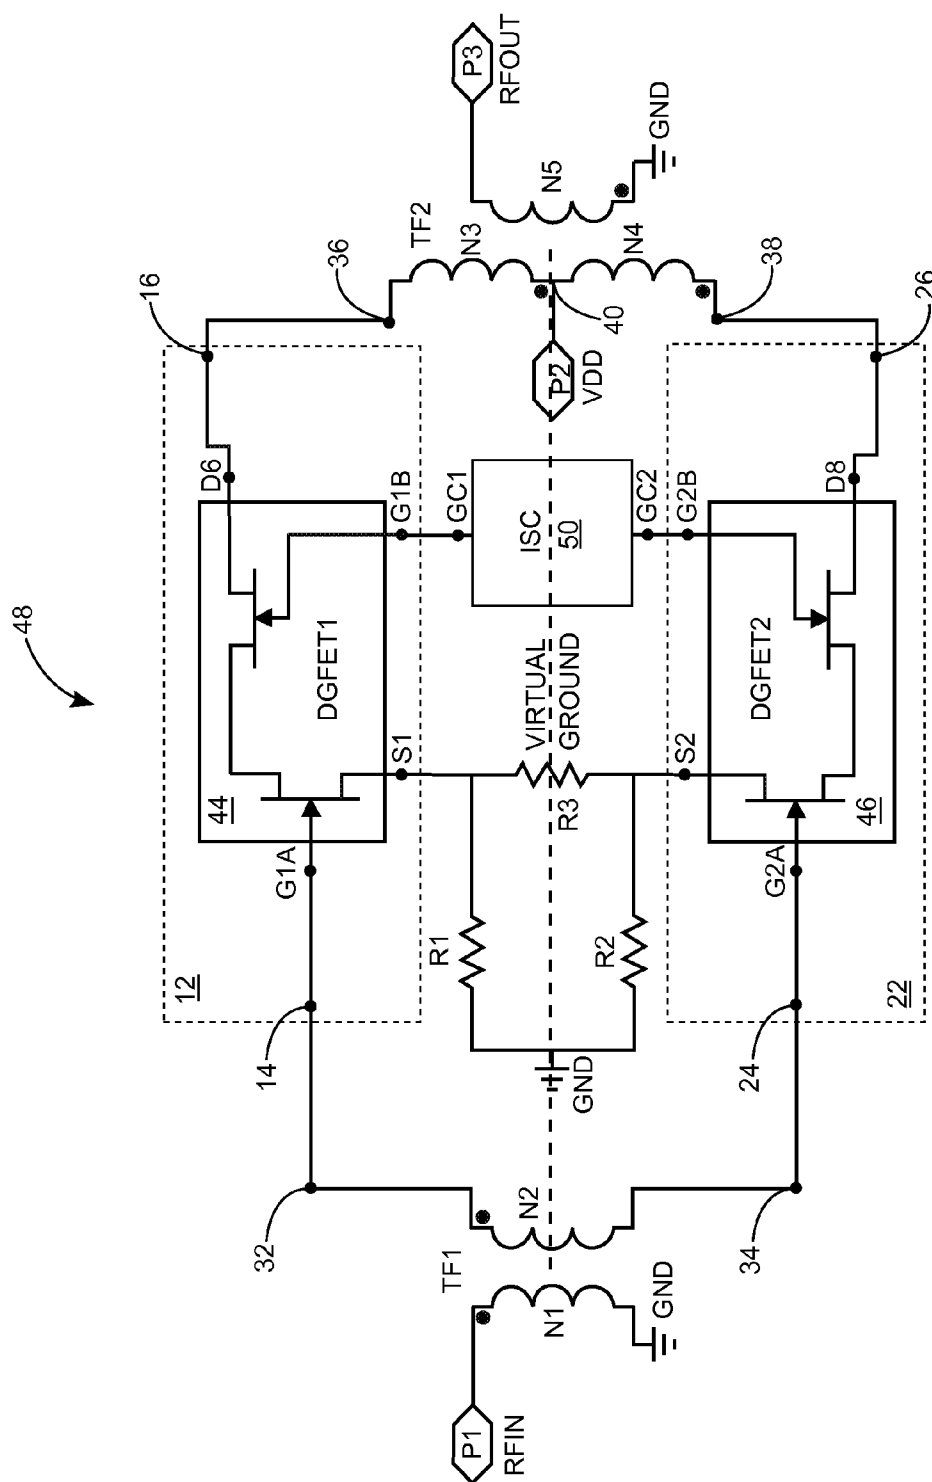 48
P1
RFIN
TF1
N1
GND
N2
32
34
14
24
12
22
G1A
G2A
44
46
DGFET1
DGFET2
R1
R2
GND
S1
S2
R3
VIRTUAL
GROUND
G1B
GC1
ISC
50
GC2
G2B
D6
D8
P2
VDD
16
36
TF2
N3
N4
40
38
26
N5
GND
P3
RFOUT